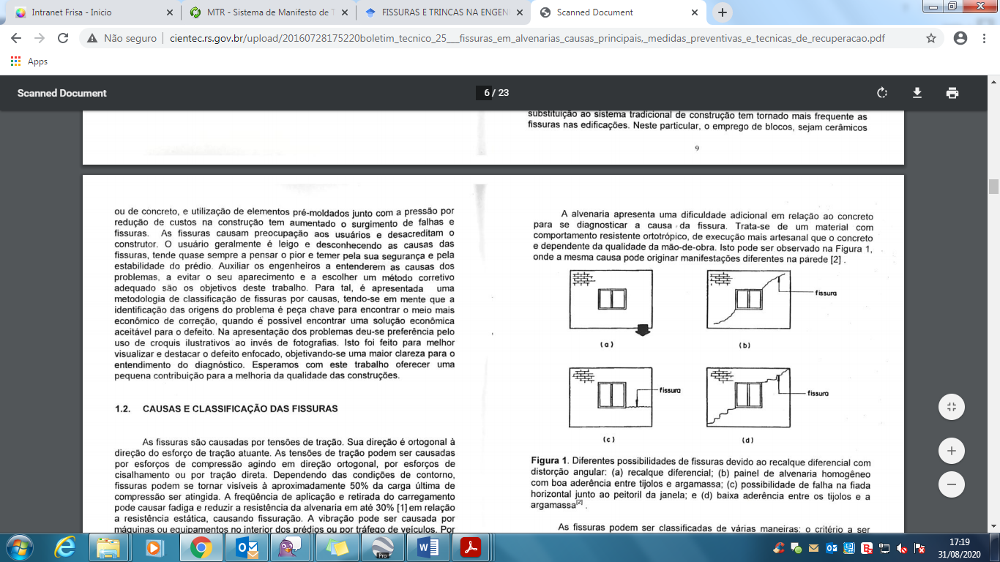 Intranet Frisa - Inicio
MTR - Sistema de Manifesto de T
FISSURAS E TRINCAS NA ENGEN
Scanned Document
Não seguro
cientec.rs.gov.br/upload/20160728175220boletim_tecnico_25___fissuras_em_alvenarias_causas_principais,_medidas_preventivas_e_tecnicas_de_recuperacao.pdf
Apps
Scanned Document
6 / 23
substituição ao sistema tradicional de construção tem tornado mais frequente as
fissuras nas edificações. Neste particular, o emprego de blocos, sejam cerâmicos
9
ou de concreto, e utilização de elementos pré-moldados junto com a pressão por
redução de custos na construção tem aumentado o surgimento de falhas e
fissuras. As fissuras causam preocupação aos usuários e desacreditam o
construtor. O usuário geralmente é leigo e desconhecendo as causas das
fissuras, tende quase sempre a pensar o pior e temer pela sua segurança e pela
estabilidade do prédio. Auxiliar os engenheiros a entenderem as causas dos
problemas, a evitar o seu aparecimento e a escolher um método corretivo
adequado são os objetivos deste trabalho. Para tal, é apresentada uma
metodologia de classificação de fissuras por causas, tendo-se em mente que a
identificação das origens do problema é peça chave para encontrar o meio mais
econômico de correção, quando é possível encontrar uma solução econômica
aceitável para o defeito. Na apresentação dos problemas deu-se preferência pelo
uso de croquis ilustrativos ao invés de fotografias. Isto foi feito para melhor
visualizar e destacar o defeito enfocado, objetivando-se uma maior clareza para o
entendimento do diagnóstico. Esperamos com este trabalho oferecer uma
pequena contribuição para a melhoria da qualidade das construções.
1.2. CAUSAS E CLASSIFICAÇÃO DAS FISSURAS
As fissuras são causadas por tensões de tração. Sua direção é ortogonal à
direção do esforço de tração atuante. As tensões de tração podem ser causadas
por esforços de compressão agindo em direção ortogonal, por esforços de
cisalhamento ou por tração direta. Dependendo das condições de contorno,
fissuras podem se tornar visíveis à aproximadamente 50% da carga última de
compressão ser atingida. A freqüência de aplicação e retirada do carregamento
pode causar fadiga e reduzir a resistência da alvenaria em até 30% [1] em relação
a resistência estática, causando fissuração. A vibração pode ser causada por
máquinas ou equipamentos no interior dos prédios ou por tráfego de veículos. Por
A alvenaria apresenta uma dificuldade adicional em relação ao concreto
para se diagnosticar a causa da fissura. Trata-se de um material com
comportamento resistente ortotrópico, de execução mais artesanal que o concreto
e dependente da qualidade da mão-de-obra. Isto pode ser observado na Figura 1,
onde a mesma causa pode originar manifestações diferentes na parede [2] .
fissura
(a)
(b)
fissura
fissura
(c)
(d)
Figura 1. Diferentes possibilidades de fissuras devido ao recalque diferencial com
distorção angular: (a) recalque diferencial; (b) painel de alvenaria homogêneo
com boa aderência entre tijolos e argamassa; (c) possibilidade de falha na fiada
horizontal junto ao peitoril da janela; e (d) baixa aderência entre os tijolos e a
argamassa[2] .
As fissuras podem ser classificadas de várias maneiras: o critério a ser
Pro
17:19
31/08/2020